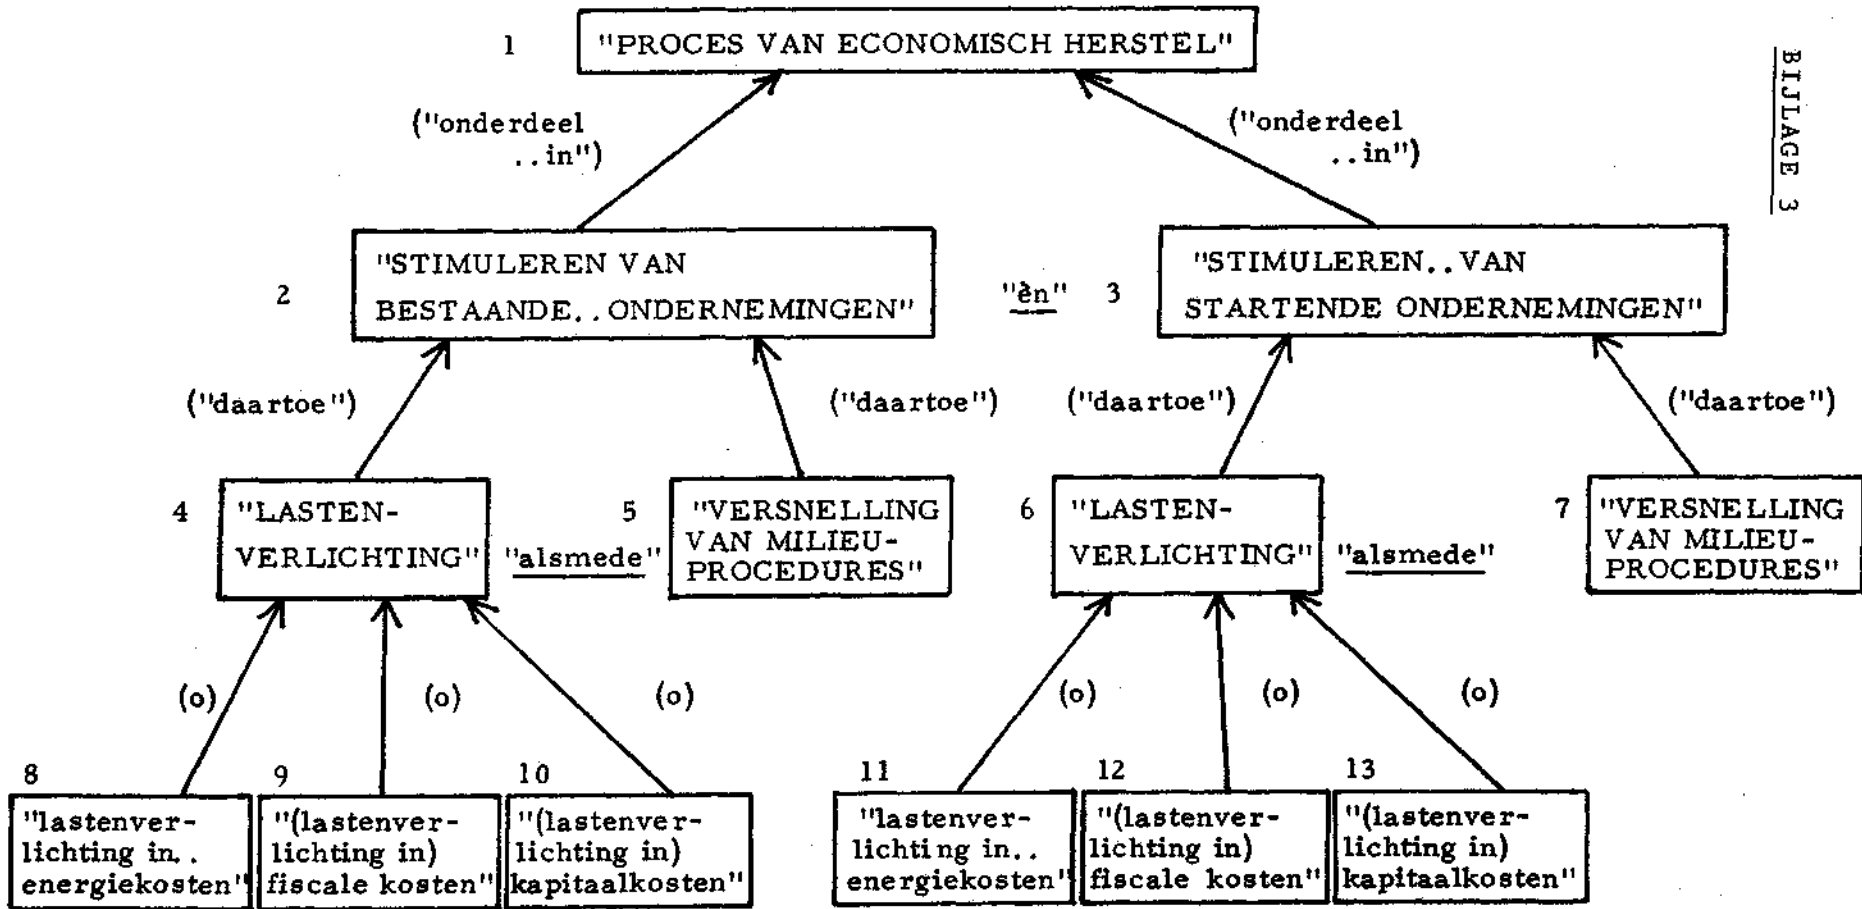 BIJLAGE 3
1 "PROCES VAN ECONOMISCH HERSTEL"
("onderdeel
..in")
("onderdeel
..in")
2 "STIMULEREN VAN
BESTAANDE..ONDERNEMINGEN"
"èn"
3 "STIMULEREN..VAN
STARTENDE ONDERNEMINGEN"
("daartoe")
("daartoe")
("daartoe")
("daartoe")
4 "LASTEN-
VERLICHTING"
"alsmede"
5 "VERSNELLING
VAN MILIEU-
PROCEDURES"
6 "LASTEN-
VERLICHTING"
"alsmede"
7 "VERSNELLING
VAN MILIEU-
PROCEDURES"
(o)
(o)
(o)
(o)
(o)
(o)
8
"lastenver-
lichting in..
energiekosten"
9
"(lastenver-
lichting in)
fiscale kosten"
10
"(lastenver-
lichting in)
kapitaalkosten"
11
"lastenver-
lichting in..
energiekosten"
12
"(lastenver-
lichting in)
fiscale kosten"
13
"(lastenver-
lichting in)
kapitaalkosten"